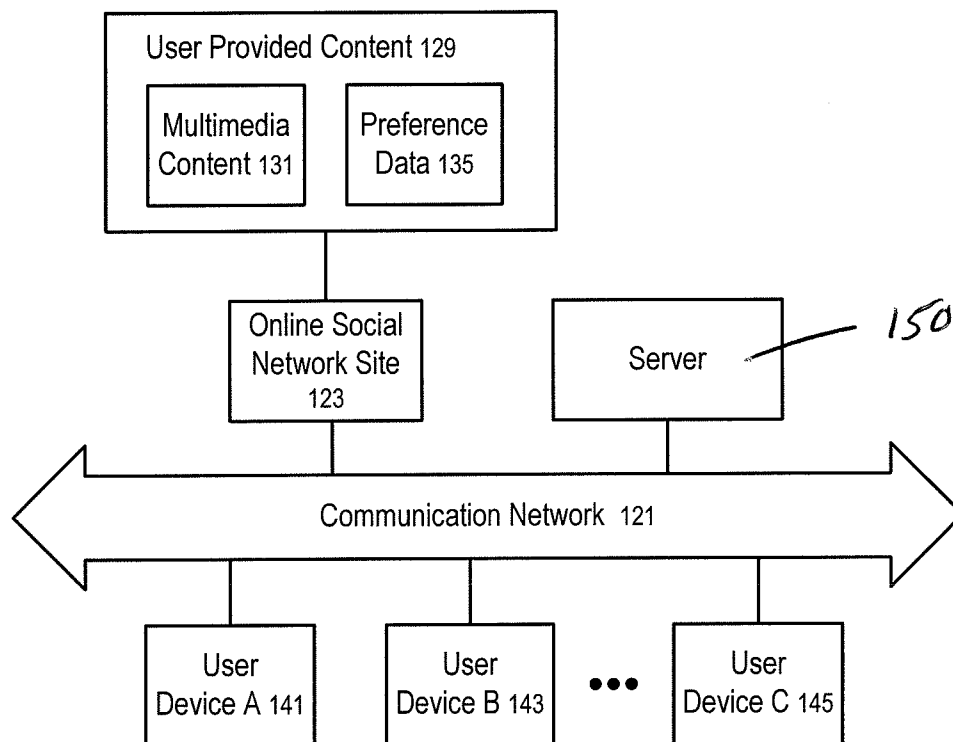 User Provided Content 129
Multimedia
Content 131
Preference
Data 135
Online Social
Network Site
123
Server
150
Communication Network 121
User
Device A 141
User
Device B 143
User
Device C 145